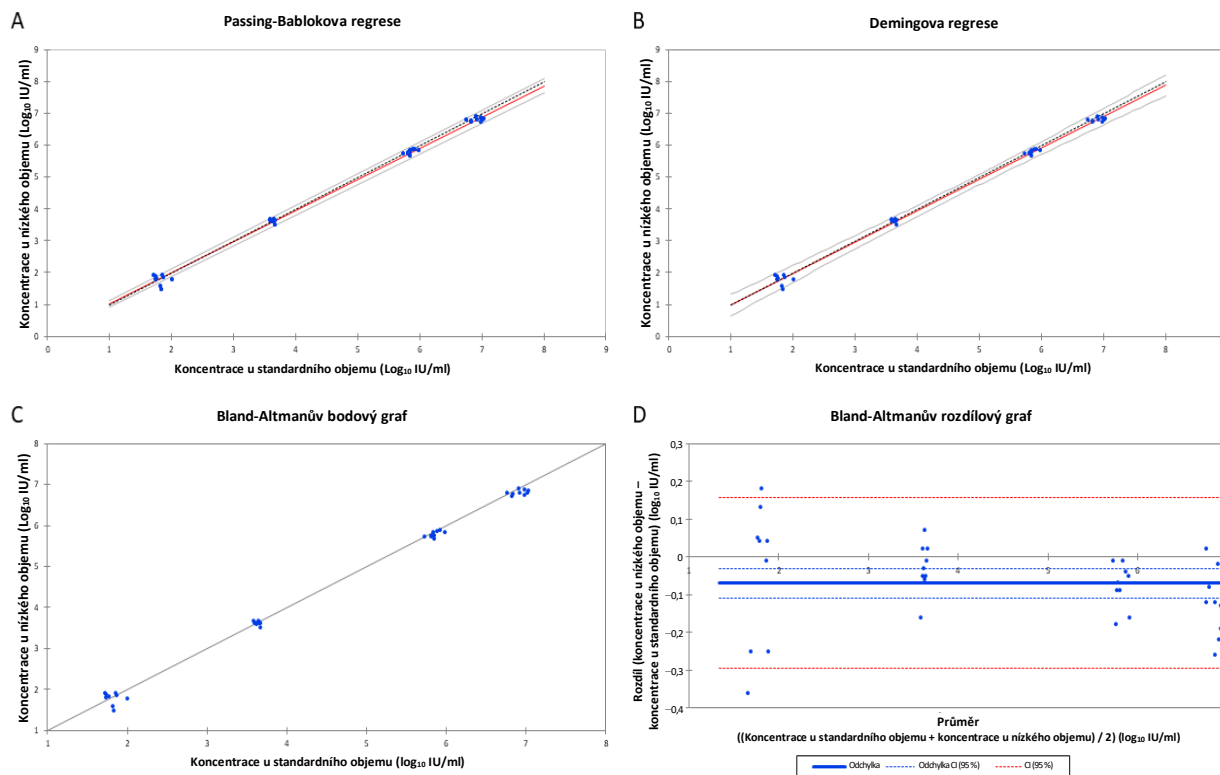 A
Passing-Bablokova regrese
Koncentrace u nízkého objemu (Log₁₀ IU/ml)
9
8
7
6
5
4
3
2
1
0
0 1 2 3 4 5 6 7 8 9
Koncentrace u standardního objemu (Log₁₀ IU/ml)
B
Demingova regrese
Koncentrace u nízkého objemu (Log₁₀ IU/ml)
9
8
7
6
5
4
3
2
1
0
0 1 2 3 4 5 6 7 8
Koncentrace u standardního objemu (Log₁₀ IU/ml)
C
Bland-Altmanův bodový graf
Koncentrace u nízkého objemu (log₁₀ IU/ml)
8
7
6
5
4
3
2
1
1 2 3 4 5 6 7 8
Koncentrace u standardního objemu (log₁₀ IU/ml)
D
Bland-Altmanův rozdílový graf
Rozdíl (koncentrace u nízkého objemu –
koncentrace u standardního objemu) (log₁₀ IU/ml)
0,3
0,2
0,1
0
–0,1
–0,2
–0,3
–0,4
1 2 3 4 5 6
Průměr
((Koncentrace u standardního objemu + koncentrace u nízkého objemu) / 2) (log₁₀ IU/ml)
Odchylka Odchylka CI (95 %) CI (95 %)